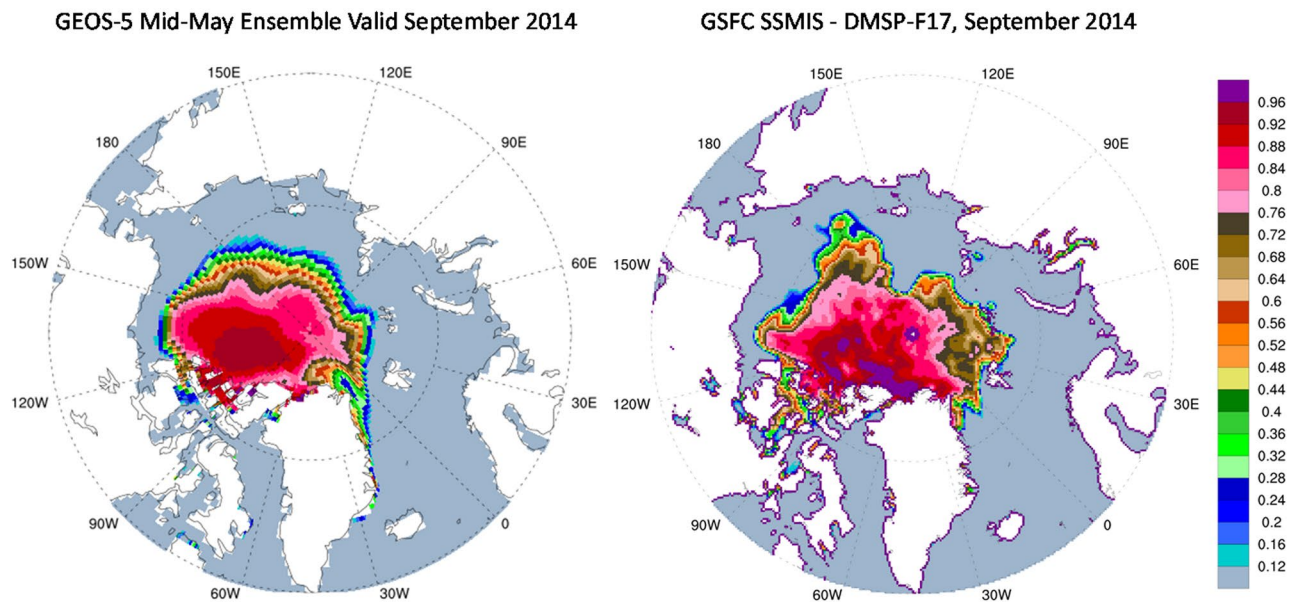 GEOS-5 Mid-May Ensemble Valid September 2014
GSFC SSMIS - DMSP-F17, September 2014
150E
120E
180
90E
150W
60E
120W
30E
90W
0
60W
30W
150E
120E
180
90E
150W
60E
120W
30E
90W
0
60W
30W
0.96
0.92
0.88
0.84
0.8
0.76
0.72
0.68
0.64
0.6
0.56
0.52
0.48
0.44
0.4
0.36
0.32
0.28
0.24
0.2
0.16
0.12